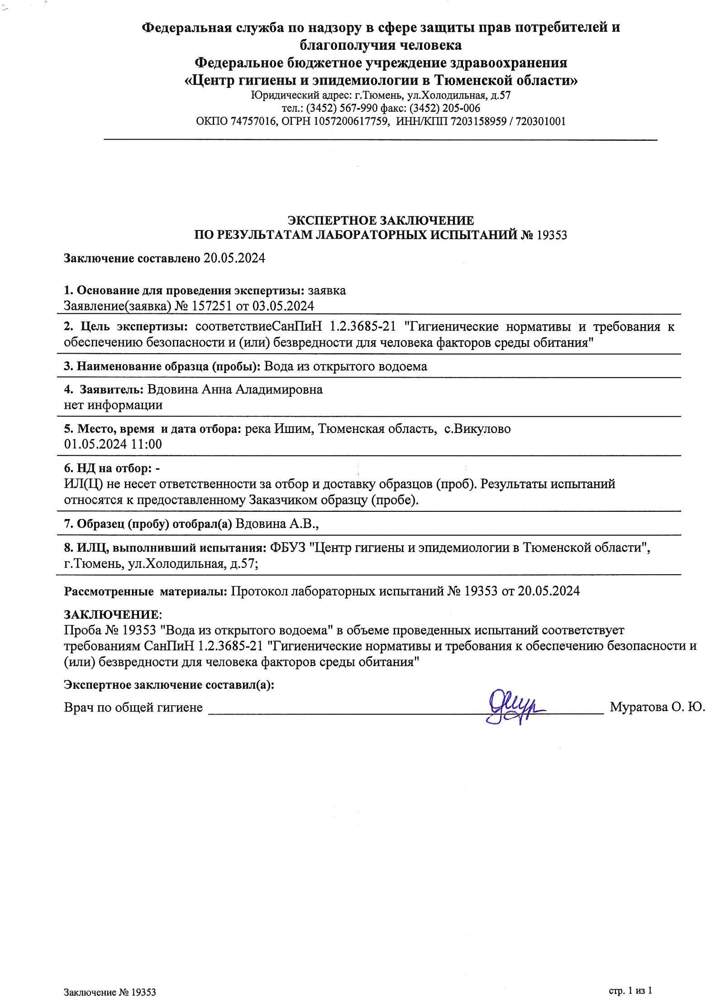 Федеральная служба по надзору в сфере защиты прав потребителей и
благополучия человека
Федеральное бюджетное учреждение здравоохранения
«Центр гигиены и эпидемиологии в Тюменской области»
Юридический адрес: г.Тюмень, ул.Холодильная, д.57
тел.: (3452) 567-990 факс: (3452) 205-006
ОКПО 74757016, ОГРН 1057200617759, ИНН/КПП 7203158959 / 720301001
ЭКСПЕРТНОЕ ЗАКЛЮЧЕНИЕ
ПО РЕЗУЛЬТАТАМ ЛАБОРАТОРНЫХ ИСПЫТАНИЙ № 19353
Заключение составлено 20.05.2024
1. Основание для проведения экспертизы: заявка
Заявление(заявка) № 157251 от 03.05.2024
2. Цель экспертизы: соответствиеСанПиН 1.2.3685-21 "Гигиенические нормативы и требования к
обеспечению безопасности и (или) безвредности для человека факторов среды обитания"
3. Наименование образца (пробы): Вода из открытого водоема
4. Заявитель: Вдовина Анна Аладимировна
нет информации
5. Место, время и дата отбора: река Ишим, Тюменская область, с.Викулово
01.05.2024 11:00
6. НД на отбор: -
ИЛ(Ц) не несет ответственности за отбор и доставку образцов (проб). Результаты испытаний
относятся к предоставленному Заказчиком образцу (пробе).
7. Образец (пробу) отобрал(а) Вдовина А.В.,
8. ИЛЦ, выполнивший испытания: ФБУЗ "Центр гигиены и эпидемиологии в Тюменской области",
г.Тюмень, ул.Холодильная, д.57;
Рассмотренные материалы: Протокол лабораторных испытаний № 19353 от 20.05.2024
ЗАКЛЮЧЕНИЕ:
Проба № 19353 "Вода из открытого водоема" в объеме проведенных испытаний соответствует
требованиям СанПиН 1.2.3685-21 "Гигиенические нормативы и требования к обеспечению безопасности и
(или) безвредности для человека факторов среды обитания"
Экспертное заключение составил(а):
Врач по общей гигиене Муратова О. Ю.
Заключение № 19353 стр. 1 из 1